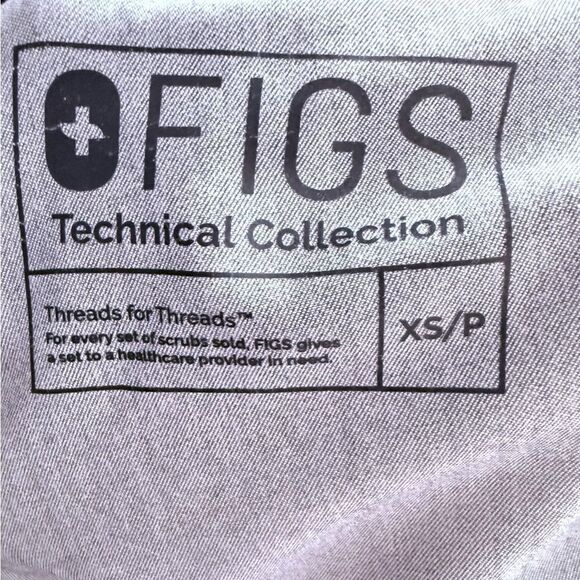 FIGS
Technical Collection
Threads for Threads™
For every set of scrubs sold, FIGS gives
a set to a healthcare provider in need.
XS/P